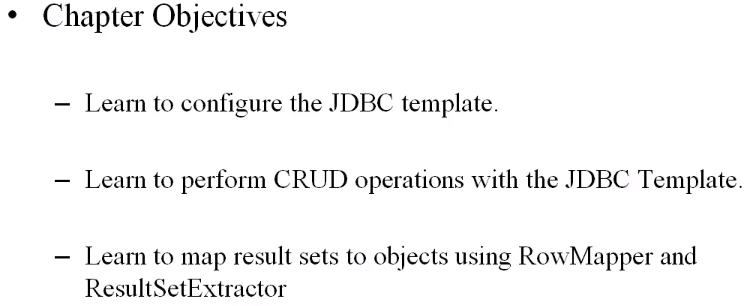 • Chapter Objectives
– Learn to configure the JDBC template.
– Learn to perform CRUD operations with the JDBC Template.
– Learn to map result sets to objects using RowMapper and
ResultSetExtractor